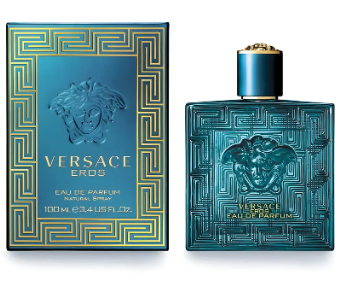 VERSACE
EROS
EAU DE PARFUM
NATURAL SPRAY
100 ML ℮ 3.4 US FL.OZ.
VERSACE
EROS
EAU DE PARFUM